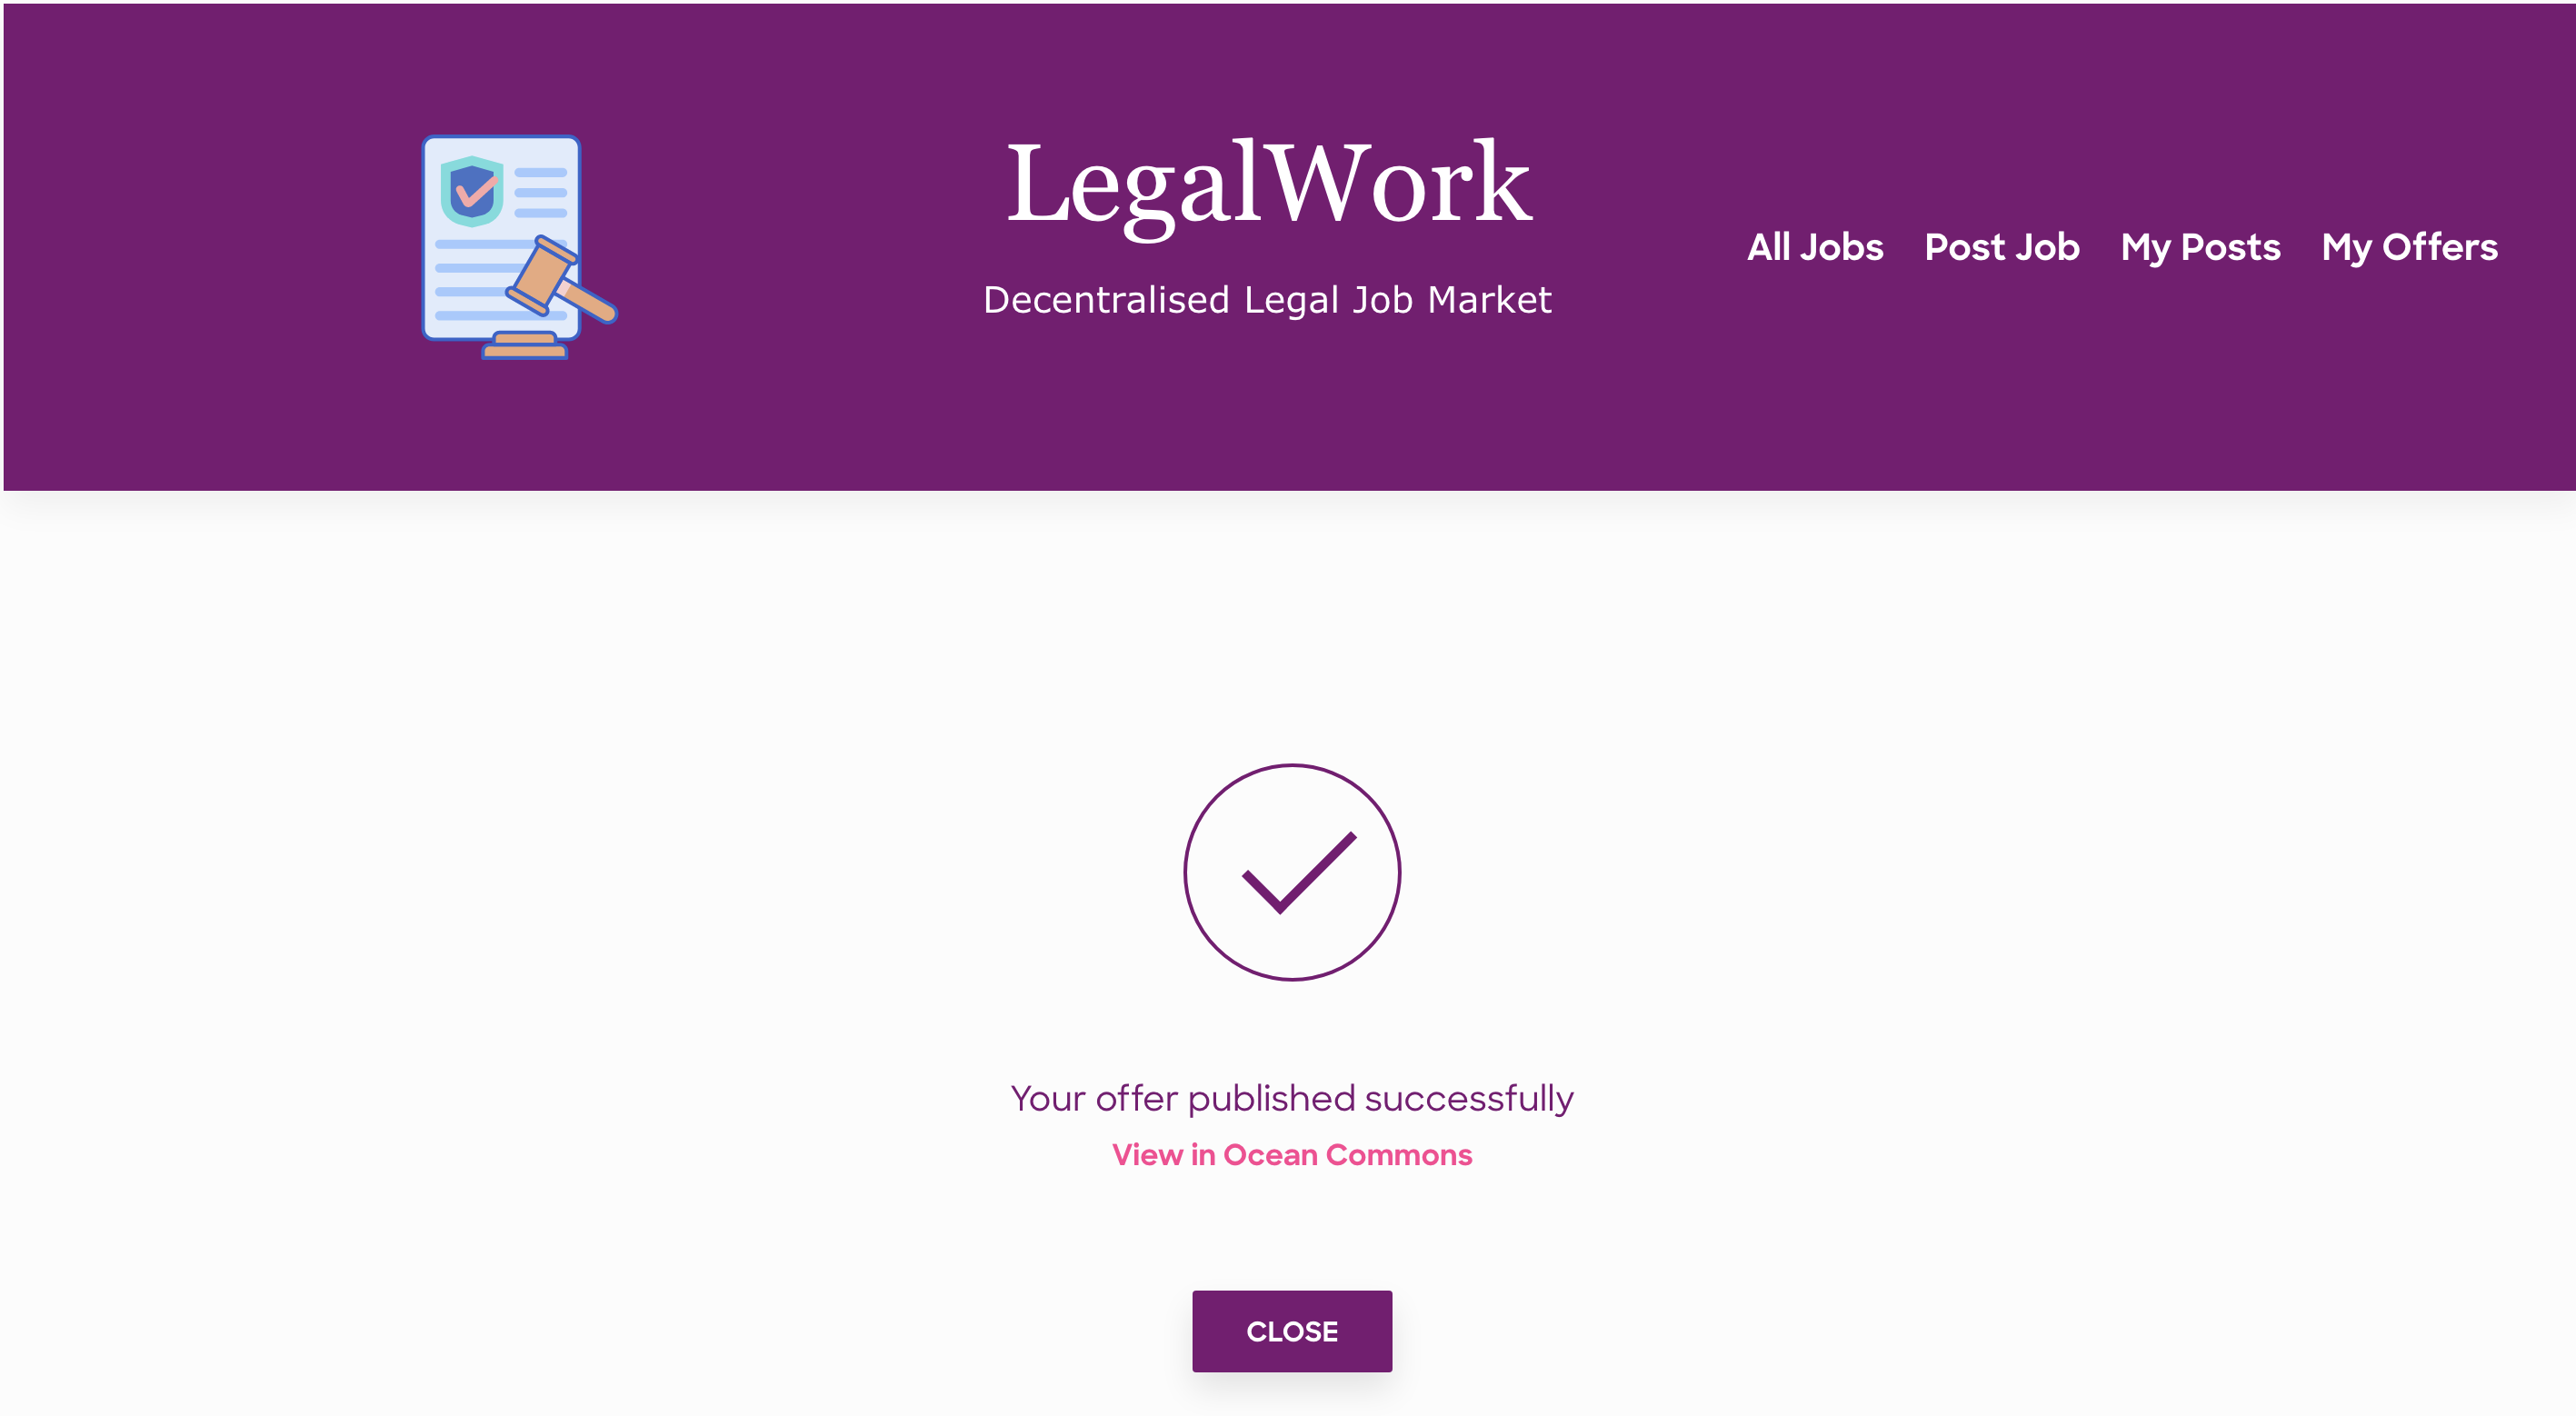 LegalWork
Decentralised Legal Job Market
All Jobs Post Job My Posts My Offers
Your offer published successfully
View in Ocean Commons
CLOSE